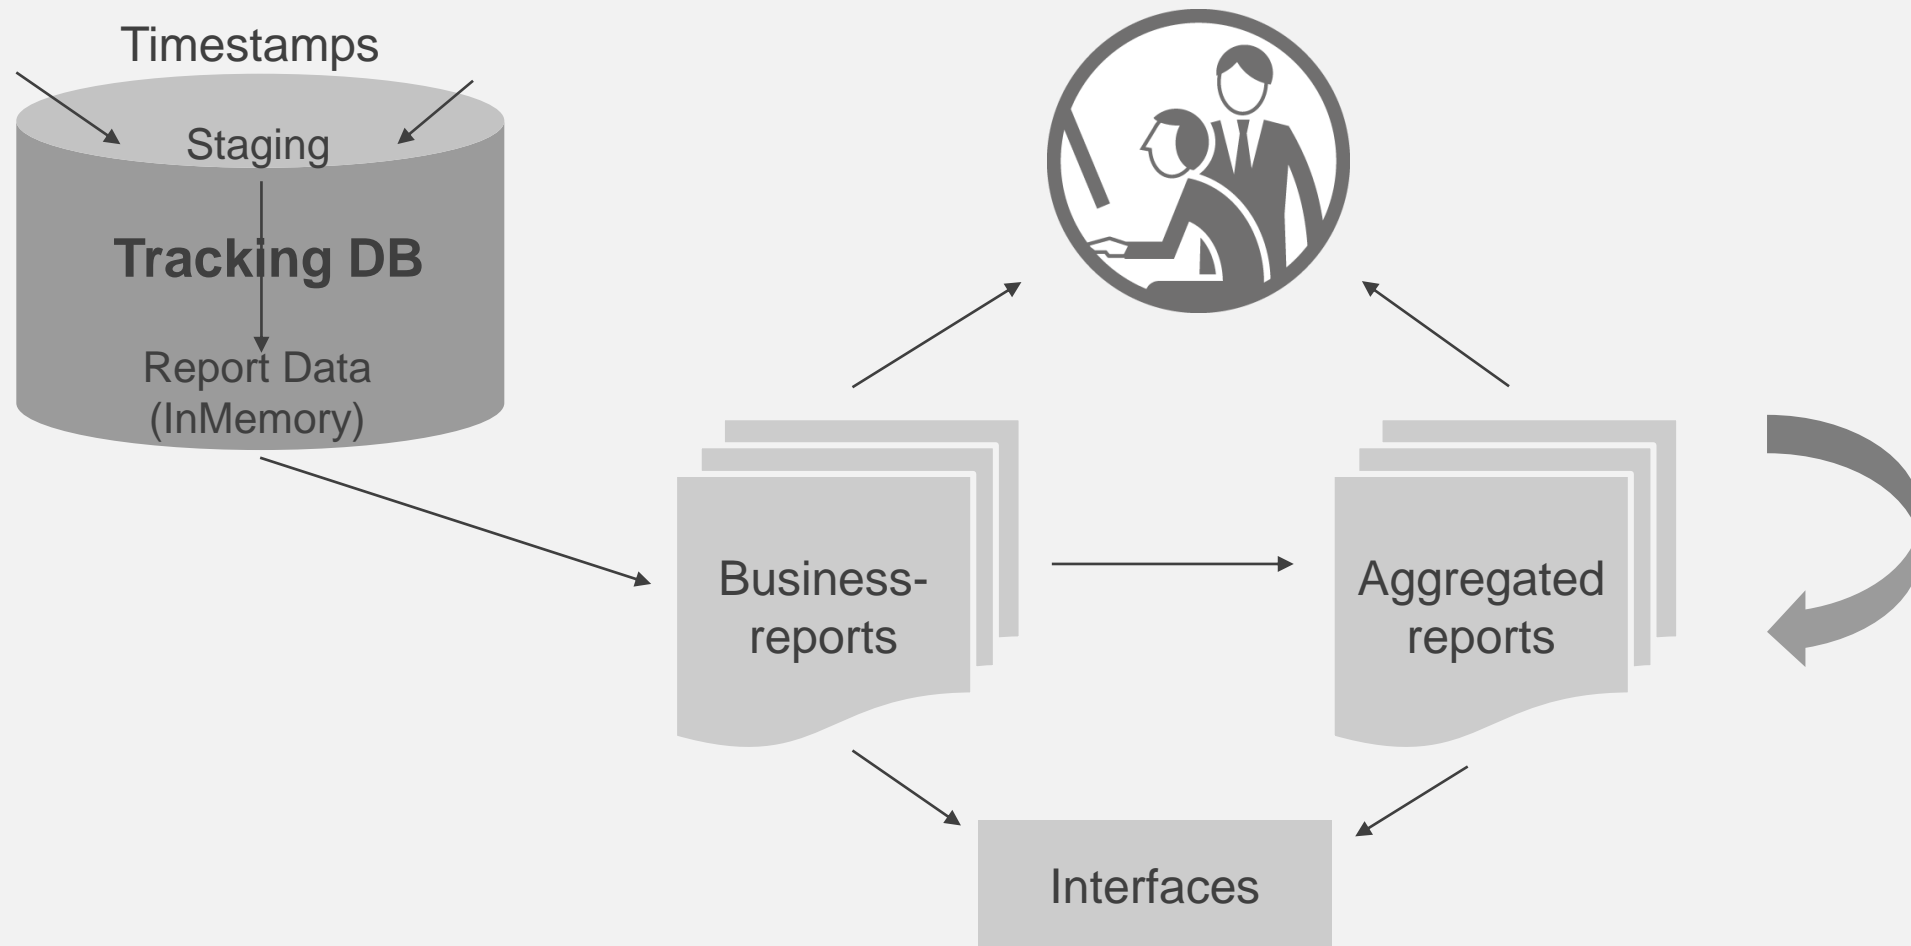 Timestamps
Staging
Tracking DB
Report Data
(InMemory)
Business-
reports
Aggregated
reports
Interfaces